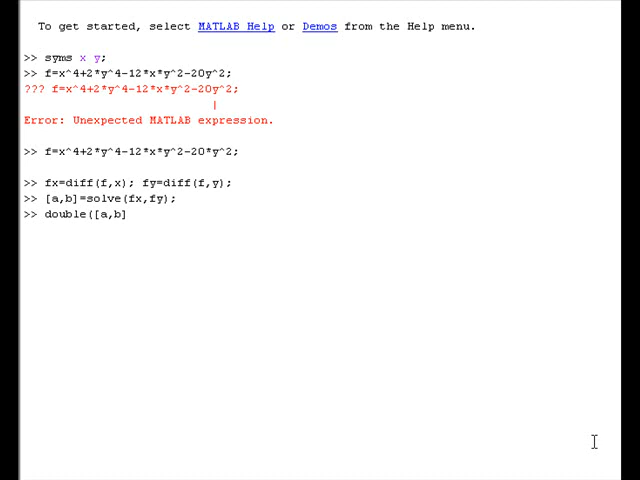 To get started, select MATLAB Help or Demos from the Help menu.
>> syms x y;
>> f=x^4+2*y^4-12*x*y^2-20y^2;
??? f=x^4+2*y^4-12*x*y^2-20y^2;
|
Error: Unexpected MATLAB expression.
>> f=x^4+2*y^4-12*x*y^2-20*y^2;
>> fx=diff(f,x); fy=diff(f,y);
>> [a,b]=solve(fx,fy);
>> double([a,b]